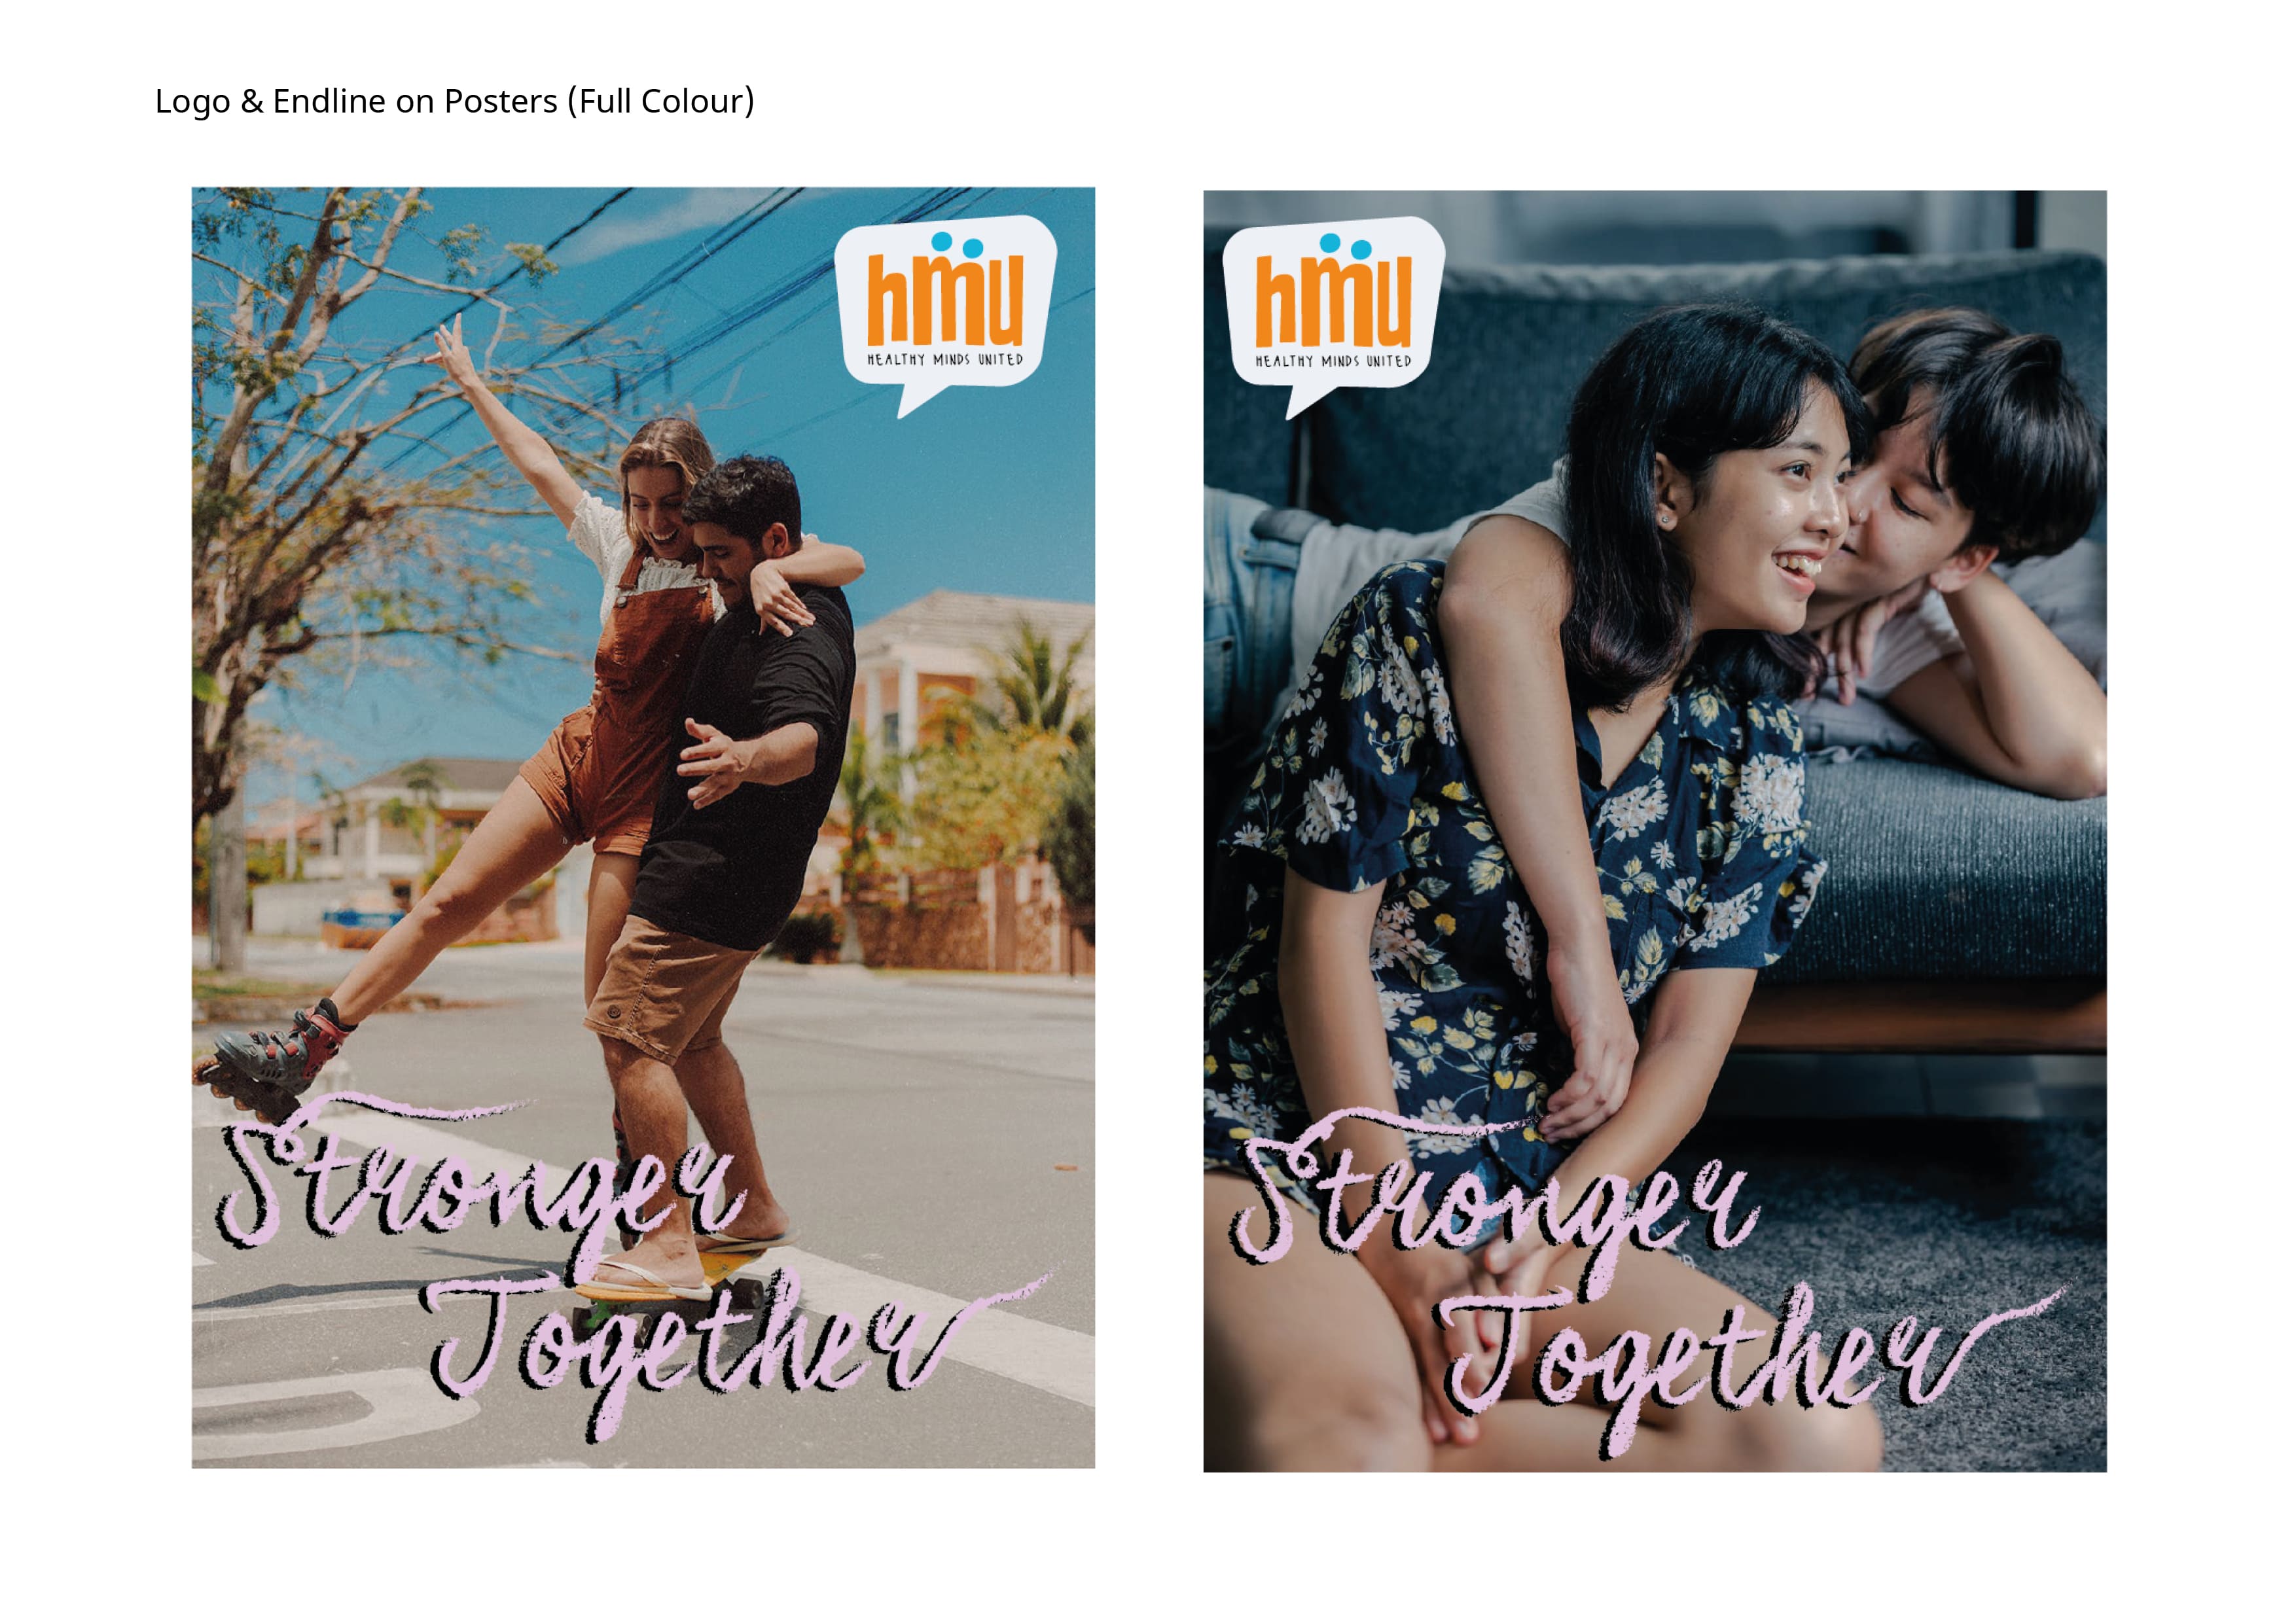 Logo & Endline on Posters (Full Colour)
hmu
HEALTHY MINDS UNITED
Stronger
Together
hmu
HEALTHY MINDS UNITED
Stronger
Together